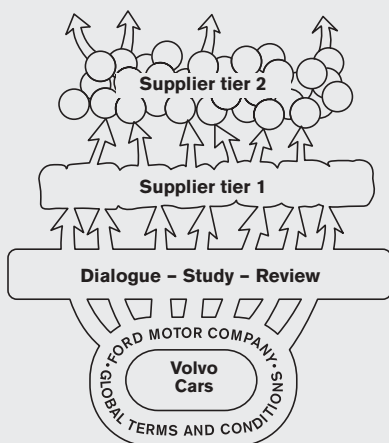 Supplier tier 2
Supplier tier 1
Dialogue – Study – Review
•FORD MOTOR COMPANY•
Volvo
Cars
GLOBAL TERMS AND CONDITIONS